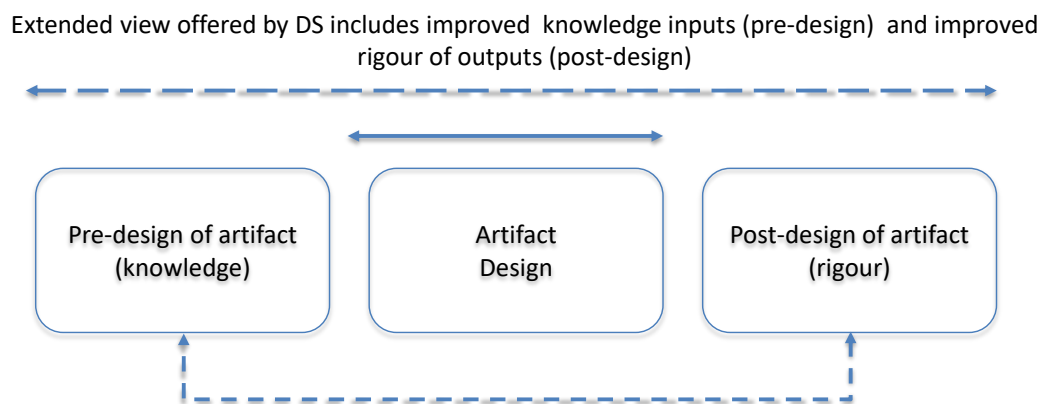 Extended view offered by DS includes improved knowledge inputs (pre-design) and improved
rigour of outputs (post-design)
Pre-design of artifact
(knowledge)
Artifact
Design
Post-design of artifact
(rigour)